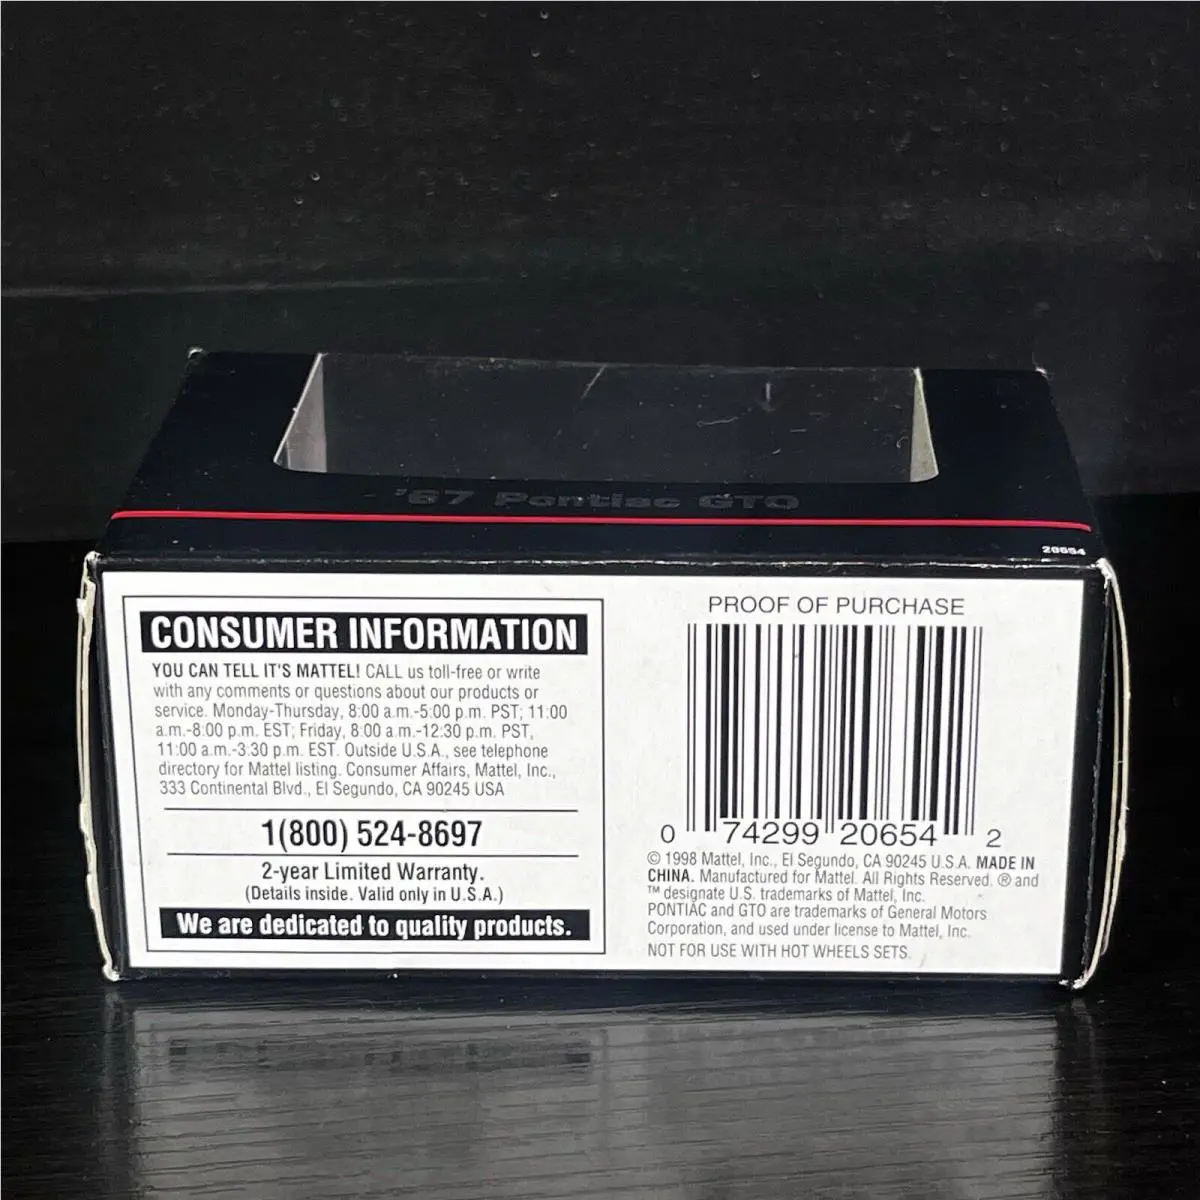 '67 Pontiac GTO
20654
CONSUMER INFORMATION
YOU CAN TELL IT'S MATTEL! CALL us toll-free or write
with any comments or questions about our products or
service. Monday-Thursday, 8:00 a.m.-5:00 p.m. PST; 11:00
a.m.-8:00 p.m. EST; Friday, 8:00 a.m.-12:30 p.m. PST,
11:00 a.m.-3:30 p.m. EST. Outside U.S.A., see telephone
directory for Mattel listing. Consumer Affairs, Mattel, Inc.,
333 Continental Blvd., El Segundo, CA 90245 USA
1(800) 524-8697
2-year Limited Warranty.
(Details inside. Valid only in U.S.A.)
We are dedicated to quality products.
PROOF OF PURCHASE
0 74299 20654 2
© 1998 Mattel, Inc., El Segundo, CA 90245 U.S.A. MADE IN
CHINA. Manufactured for Mattel. All Rights Reserved. ® and
™ designate U.S. trademarks of Mattel, Inc.
PONTIAC and GTO are trademarks of General Motors
Corporation, and used under license to Mattel, Inc.
NOT FOR USE WITH HOT WHEELS SETS.